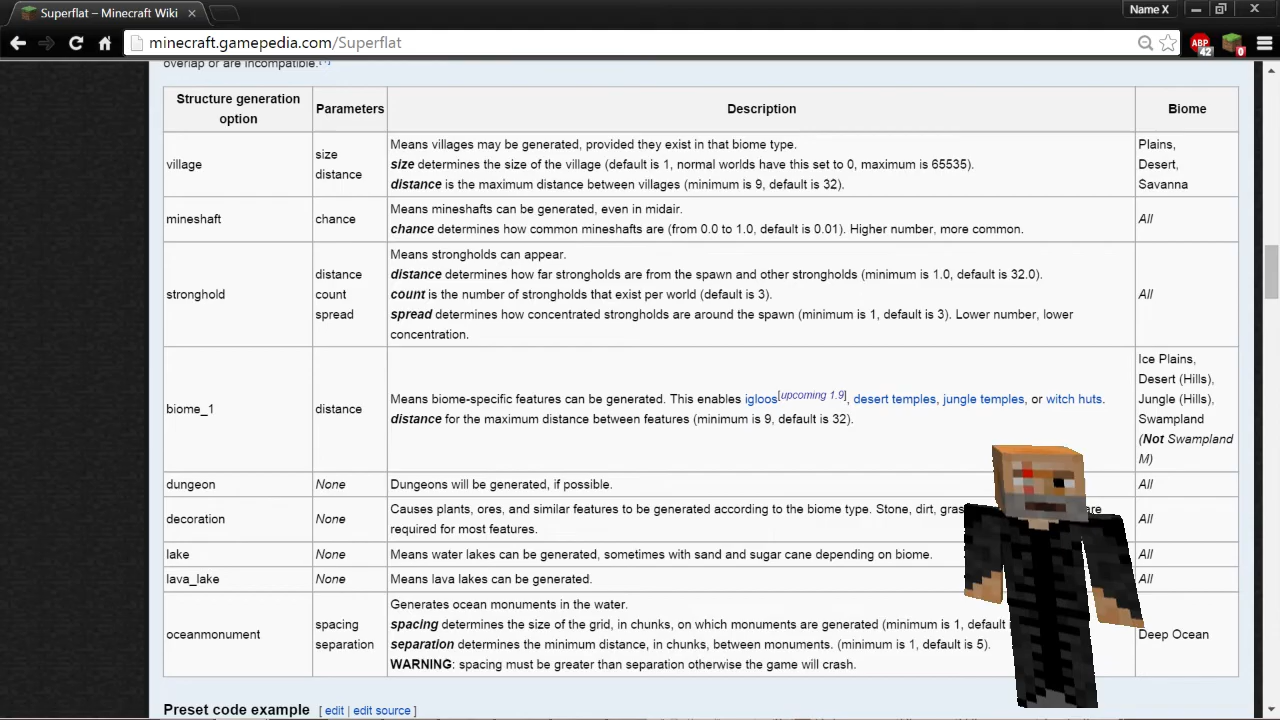 Superflat – Minecraft Wiki
Name X
minecraft.gamepedia.com/Superflat
ABP
42
0
overlap or are incompatible.
Structure generation option
Parameters
Description
Biome
village
size
distance
Means villages may be generated, provided they exist in that biome type.
size determines the size of the village (default is 1, normal worlds have this set to 0, maximum is 65535).
distance is the maximum distance between villages (minimum is 9, default is 32).
Plains,
Desert,
Savanna
mineshaft
chance
Means mineshafts can be generated, even in midair.
chance determines how common mineshafts are (from 0.0 to 1.0, default is 0.01). Higher number, more common.
All
stronghold
distance
count
spread
Means strongholds can appear.
distance determines how far strongholds are from the spawn and other strongholds (minimum is 1.0, default is 32.0).
count is the number of strongholds that exist per world (default is 3).
spread determines how concentrated strongholds are around the spawn (minimum is 1, default is 3). Lower number, lower
concentration.
All
biome_1
distance
Means biome-specific features can be generated. This enables igloos[upcoming 1.9], desert temples, jungle temples, or witch huts.
distance for the maximum distance between features (minimum is 9, default is 32).
Ice Plains,
Desert (Hills),
Jungle (Hills),
Swampland
(Not Swampland
M)
dungeon
None
Dungeons will be generated, if possible.
All
decoration
None
Causes plants, ores, and similar features to be generated according to the biome type. Stone, dirt,
required for most features.
All
lake
None
Means water lakes can be generated, sometimes with sand and sugar cane depending on biome.
All
lava_lake
None
Means lava lakes can be generated.
All
oceanmonument
spacing
separation
Generates ocean monuments in the water.
spacing determines the size of the grid, in chunks, on which monuments are generated (minimum is 1, default
separation determines the minimum distance, in chunks, between monuments. (minimum is 1, default is 5).
WARNING: spacing must be greater than separation otherwise the game will crash.
Deep Ocean
Preset code example [ edit | edit source ]